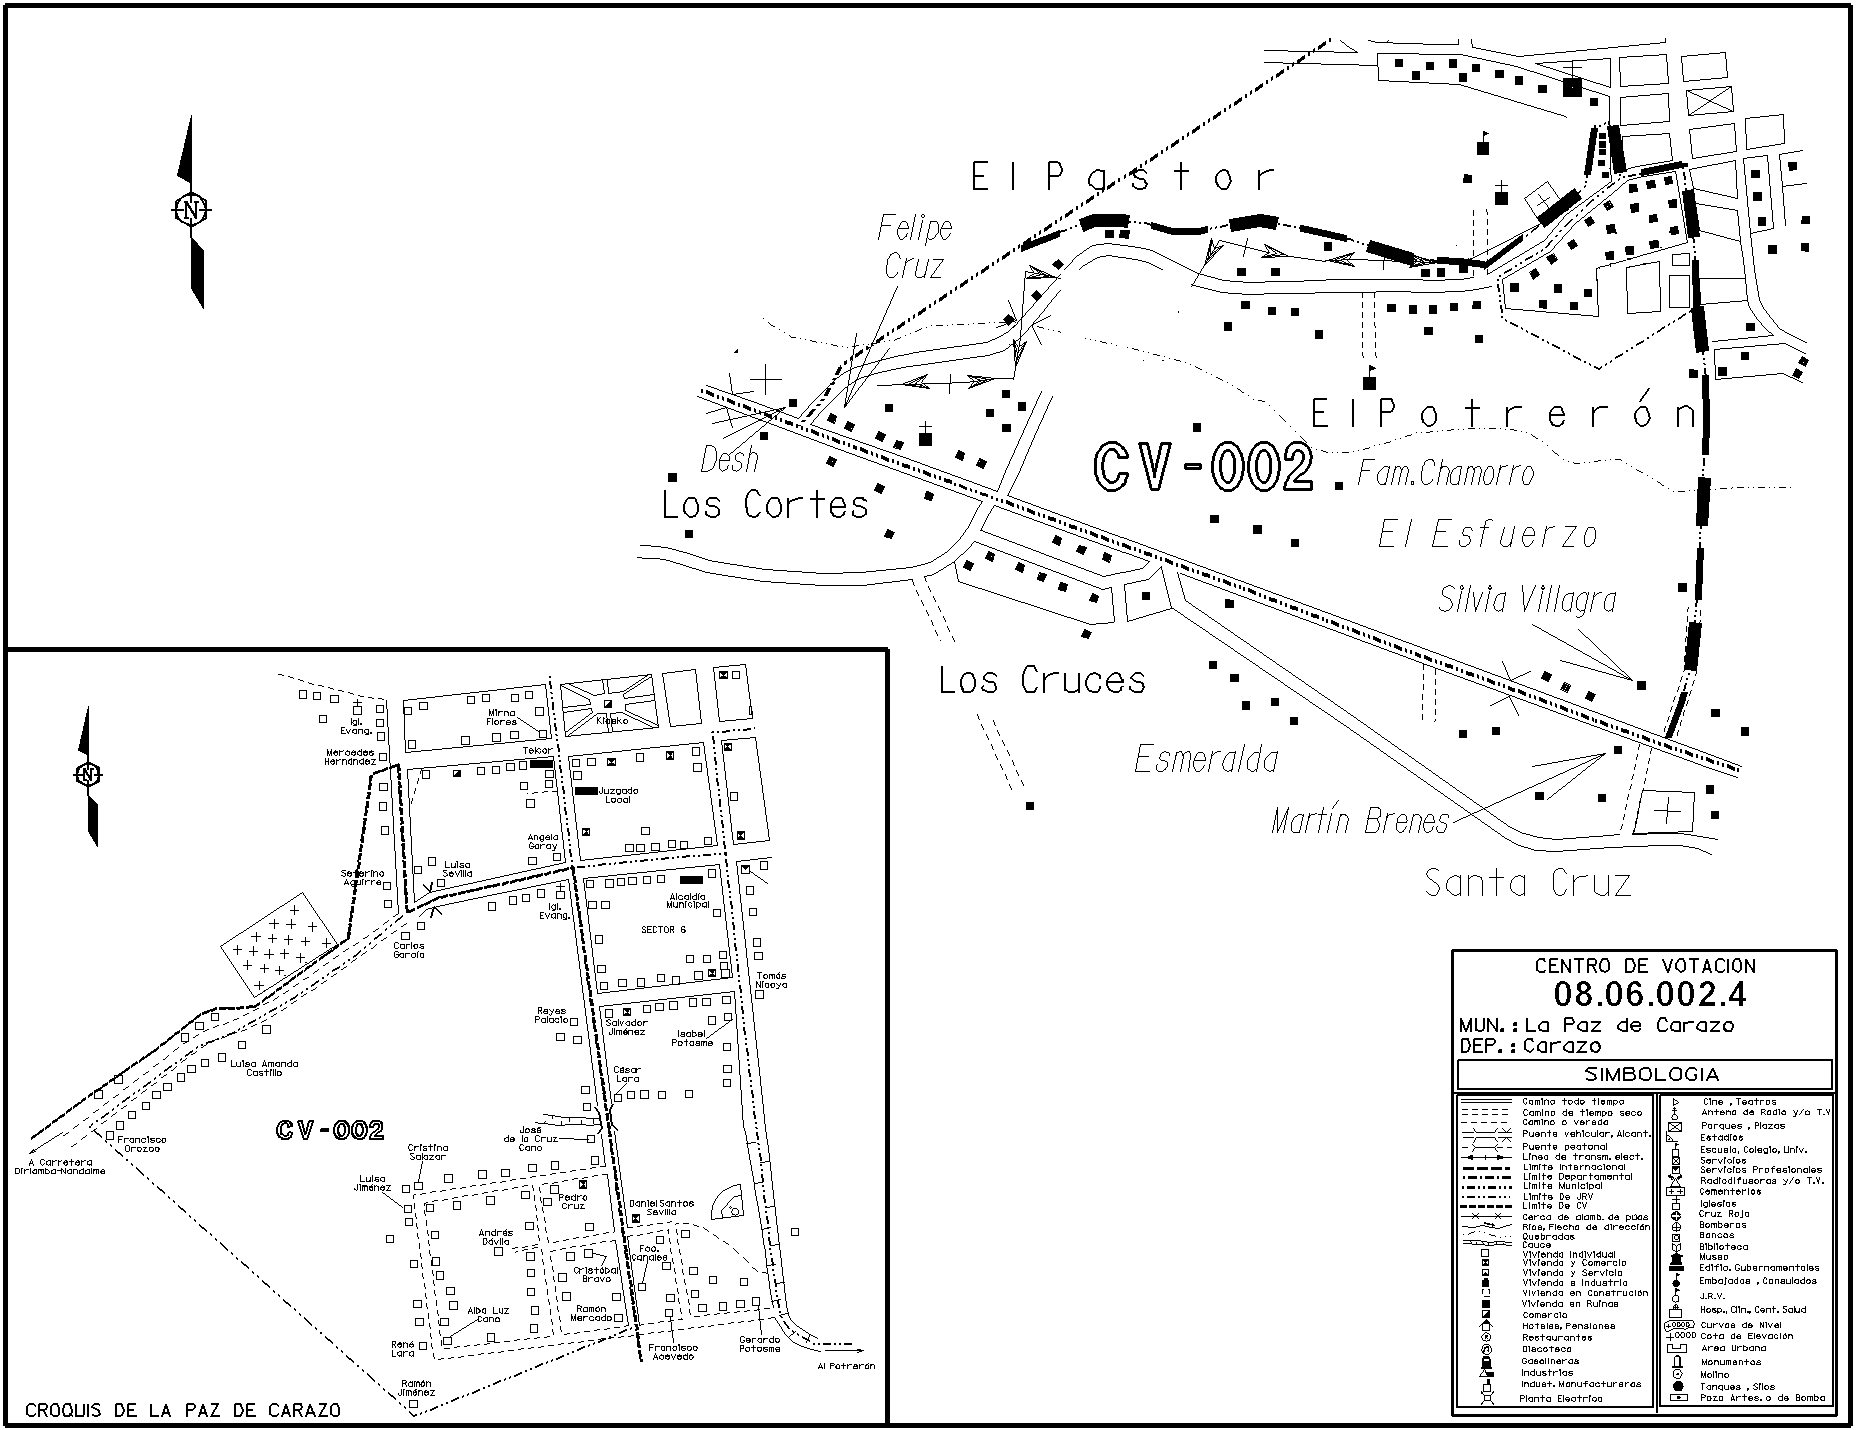 N
El Pastor
Felipe
Cruz
El Potrerón
Desh
CV-002
Fam.Chamorro
Los Cortes
El Esfuerzo
Silvia Villagra
Los Cruces
Esmeralda
Martín Brenes
Santa Cruz
N
Mirna
Flores
Kiosko
Igl.
Evang.
Mercedes
Hernández
Telcor
Juzgado
Local
Angela
Garay
Luisa
Sevilla
Severino
Aguirre
Alcaldía
Municipal
Igl.
Evang.
SECTOR 6
Carlos
García
Tomás
Nicoya
Reyes
Palacio
Salvador
Jiménez
Isabel
Potosme
Luisa Amanda
Castillo
César
Lara
CV-002
José
de la Cruz
Cano
Francisco
Orozco
A Carretera
Diriamba-Nandaime
Cristina
Salazar
Luisa
Jiménez
Pedro
Cruz
Daniel Santos
Sevilla
Andrés
Dávila
Fco.
Canales
Cristóbal
Bravo
Alba Luz
Cano
Ramón
Mercado
René
Lara
Francisco
Acevedo
Gerardo
Potosme
Al Potrerón
Ramón
Jiménez
CROQUIS DE LA PAZ DE CARAZO
CENTRO DE VOTACION
08.06.002.4
MUN.: La Paz de Carazo
DEP.: Carazo
SIMBOLOGIA
Camino todo tiempo
Camino de tiempo seco
Camino o vereda
Puente vehicular, Alcant.
Puente peatonal
Línea de transm. elect.
Límite Internacional
Límite Departamental
Límite Municipal
Límite De JRV
Límite De CV
Cerca de alamb. de púas
Ríos, Flecha de dirección
Quebradas
Cauce
Vivienda Individual
Vivienda y Comercio
Vivienda y Servicio
Vivienda e Industria
Vivienda en Construción
Vivienda en Ruinas
Comercio
Hoteles, Pensiones
Restaurantes
Discoteca
Gasolineras
Industrias
Indust. Manufactureras
Planta Electrica
Cine , Teatros
Antena de Radio y/o T.V
Parques , Plazas
Estadios
Escuela, Colegio, Univ.
Servicios
Servicios Profesionales
Radiodifusoras y/o T.V.
Cementerios
Iglesias
Cruz Roja
Bomberos
Bancos
Biblioteca
Museo
Edific. Gubernamentales
Embajadas , Consulados
J.R.V.
Hosp., Clin., Cent. Salud
Curvas de Nivel
Cota de Elevación
Area Urbana
Monumentos
Molino
Tanques , Silos
Pozo Artes. o de Bomba